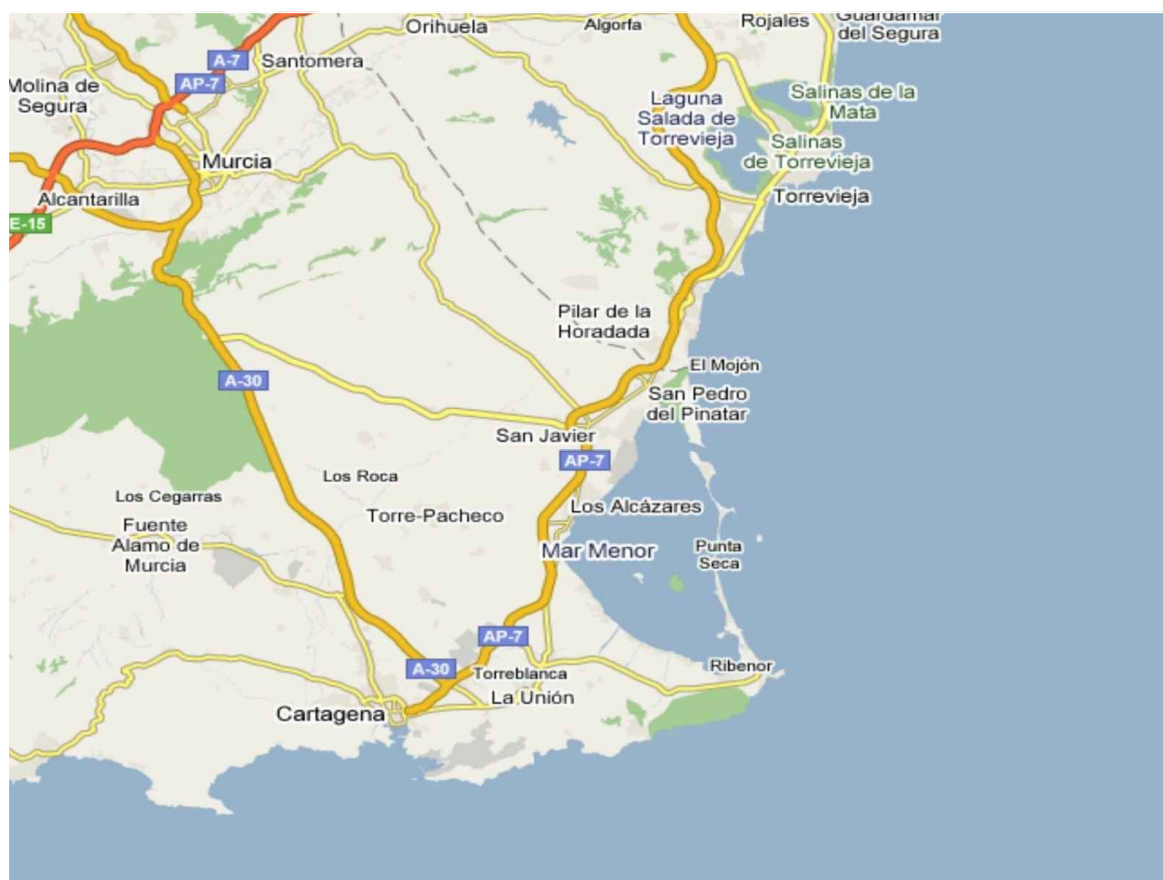 Orihuela
Algorfa
Rojales
Guardamar
del Segura
A-7
Santomera
AP-7
Molina de
Segura
Laguna
Salada de
Torrevieja
Salinas de la
Mata
Salinas
de Torrevieja
Murcia
Alcantarilla
Torrevieja
E-15
Pilar de la
Horadada
El Mojón
A-30
San Pedro
del Pinatar
San Javier
AP-7
Los Roca
Los Cegarras
Torre-Pacheco
Los Alcázares
Fuente
Alamo de
Murcia
Mar Menor
Punta
Seca
AP-7
A-30
Torreblanca
Ribenor
La Unión
Cartagena